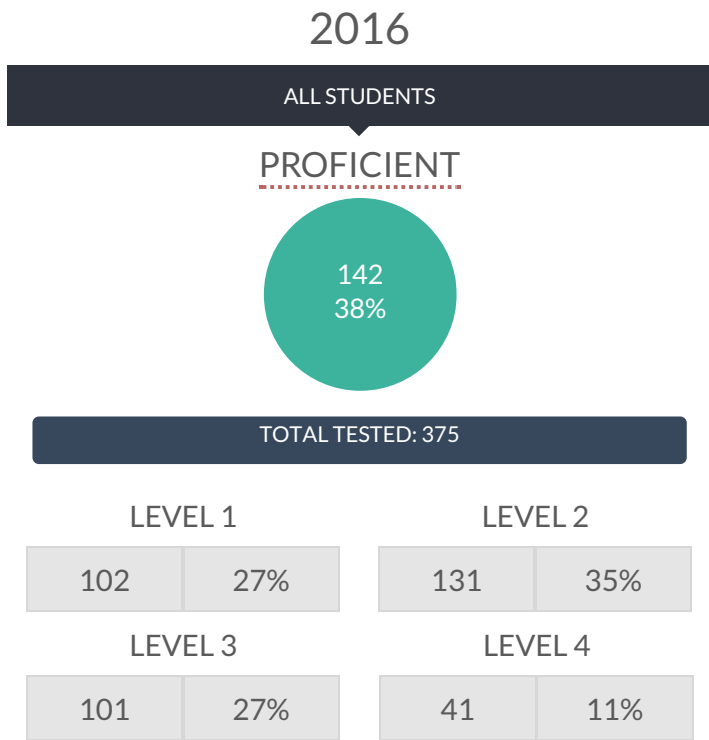 2016
ALL STUDENTS
PROFICIENT
142
38%
TOTAL TESTED: 375
LEVEL 1 LEVEL 2
102 27% 131 35%
LEVEL 3 LEVEL 4
101 27% 41 11%